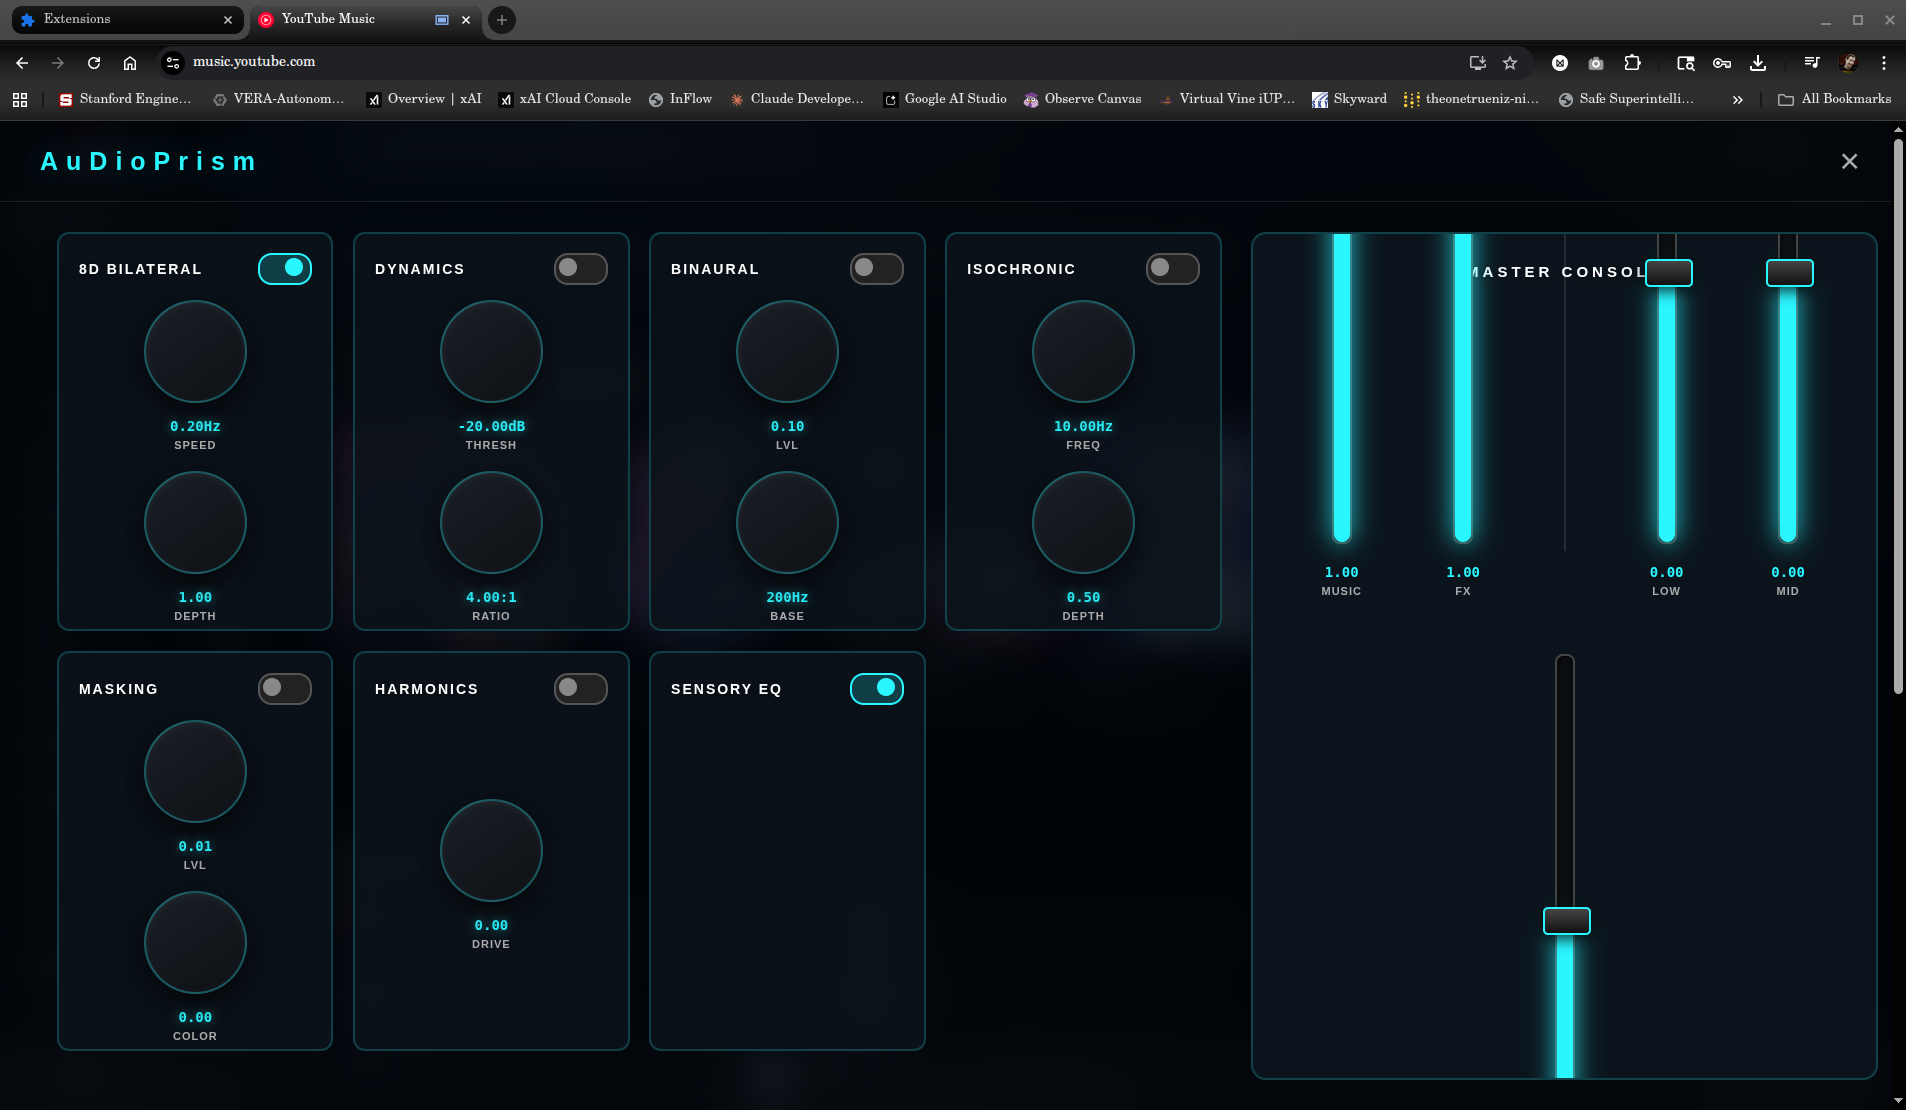 Extensions
YouTube Music
music.youtube.com
Stanford Engine...
VERA-Autonom...
Overview | xAI
xAI Cloud Console
InFlow
Claude Develope...
Google AI Studio
Observe Canvas
Virtual Vine iUP...
Skyward
theonetrueniz-ni...
Safe Superintelli...
All Bookmarks
AuDioPrism
8D BILATERAL
0.20Hz
SPEED
1.00
DEPTH
DYNAMICS
-20.00dB
THRESH
4.00:1
RATIO
BINAURAL
0.10
LVL
200Hz
BASE
ISOCHRONIC
10.00Hz
FREQ
0.50
DEPTH
MASTER CONSOL
1.00
MUSIC
1.00
FX
0.00
LOW
0.00
MID
MASKING
0.01
LVL
0.00
COLOR
HARMONICS
0.00
DRIVE
SENSORY EQ